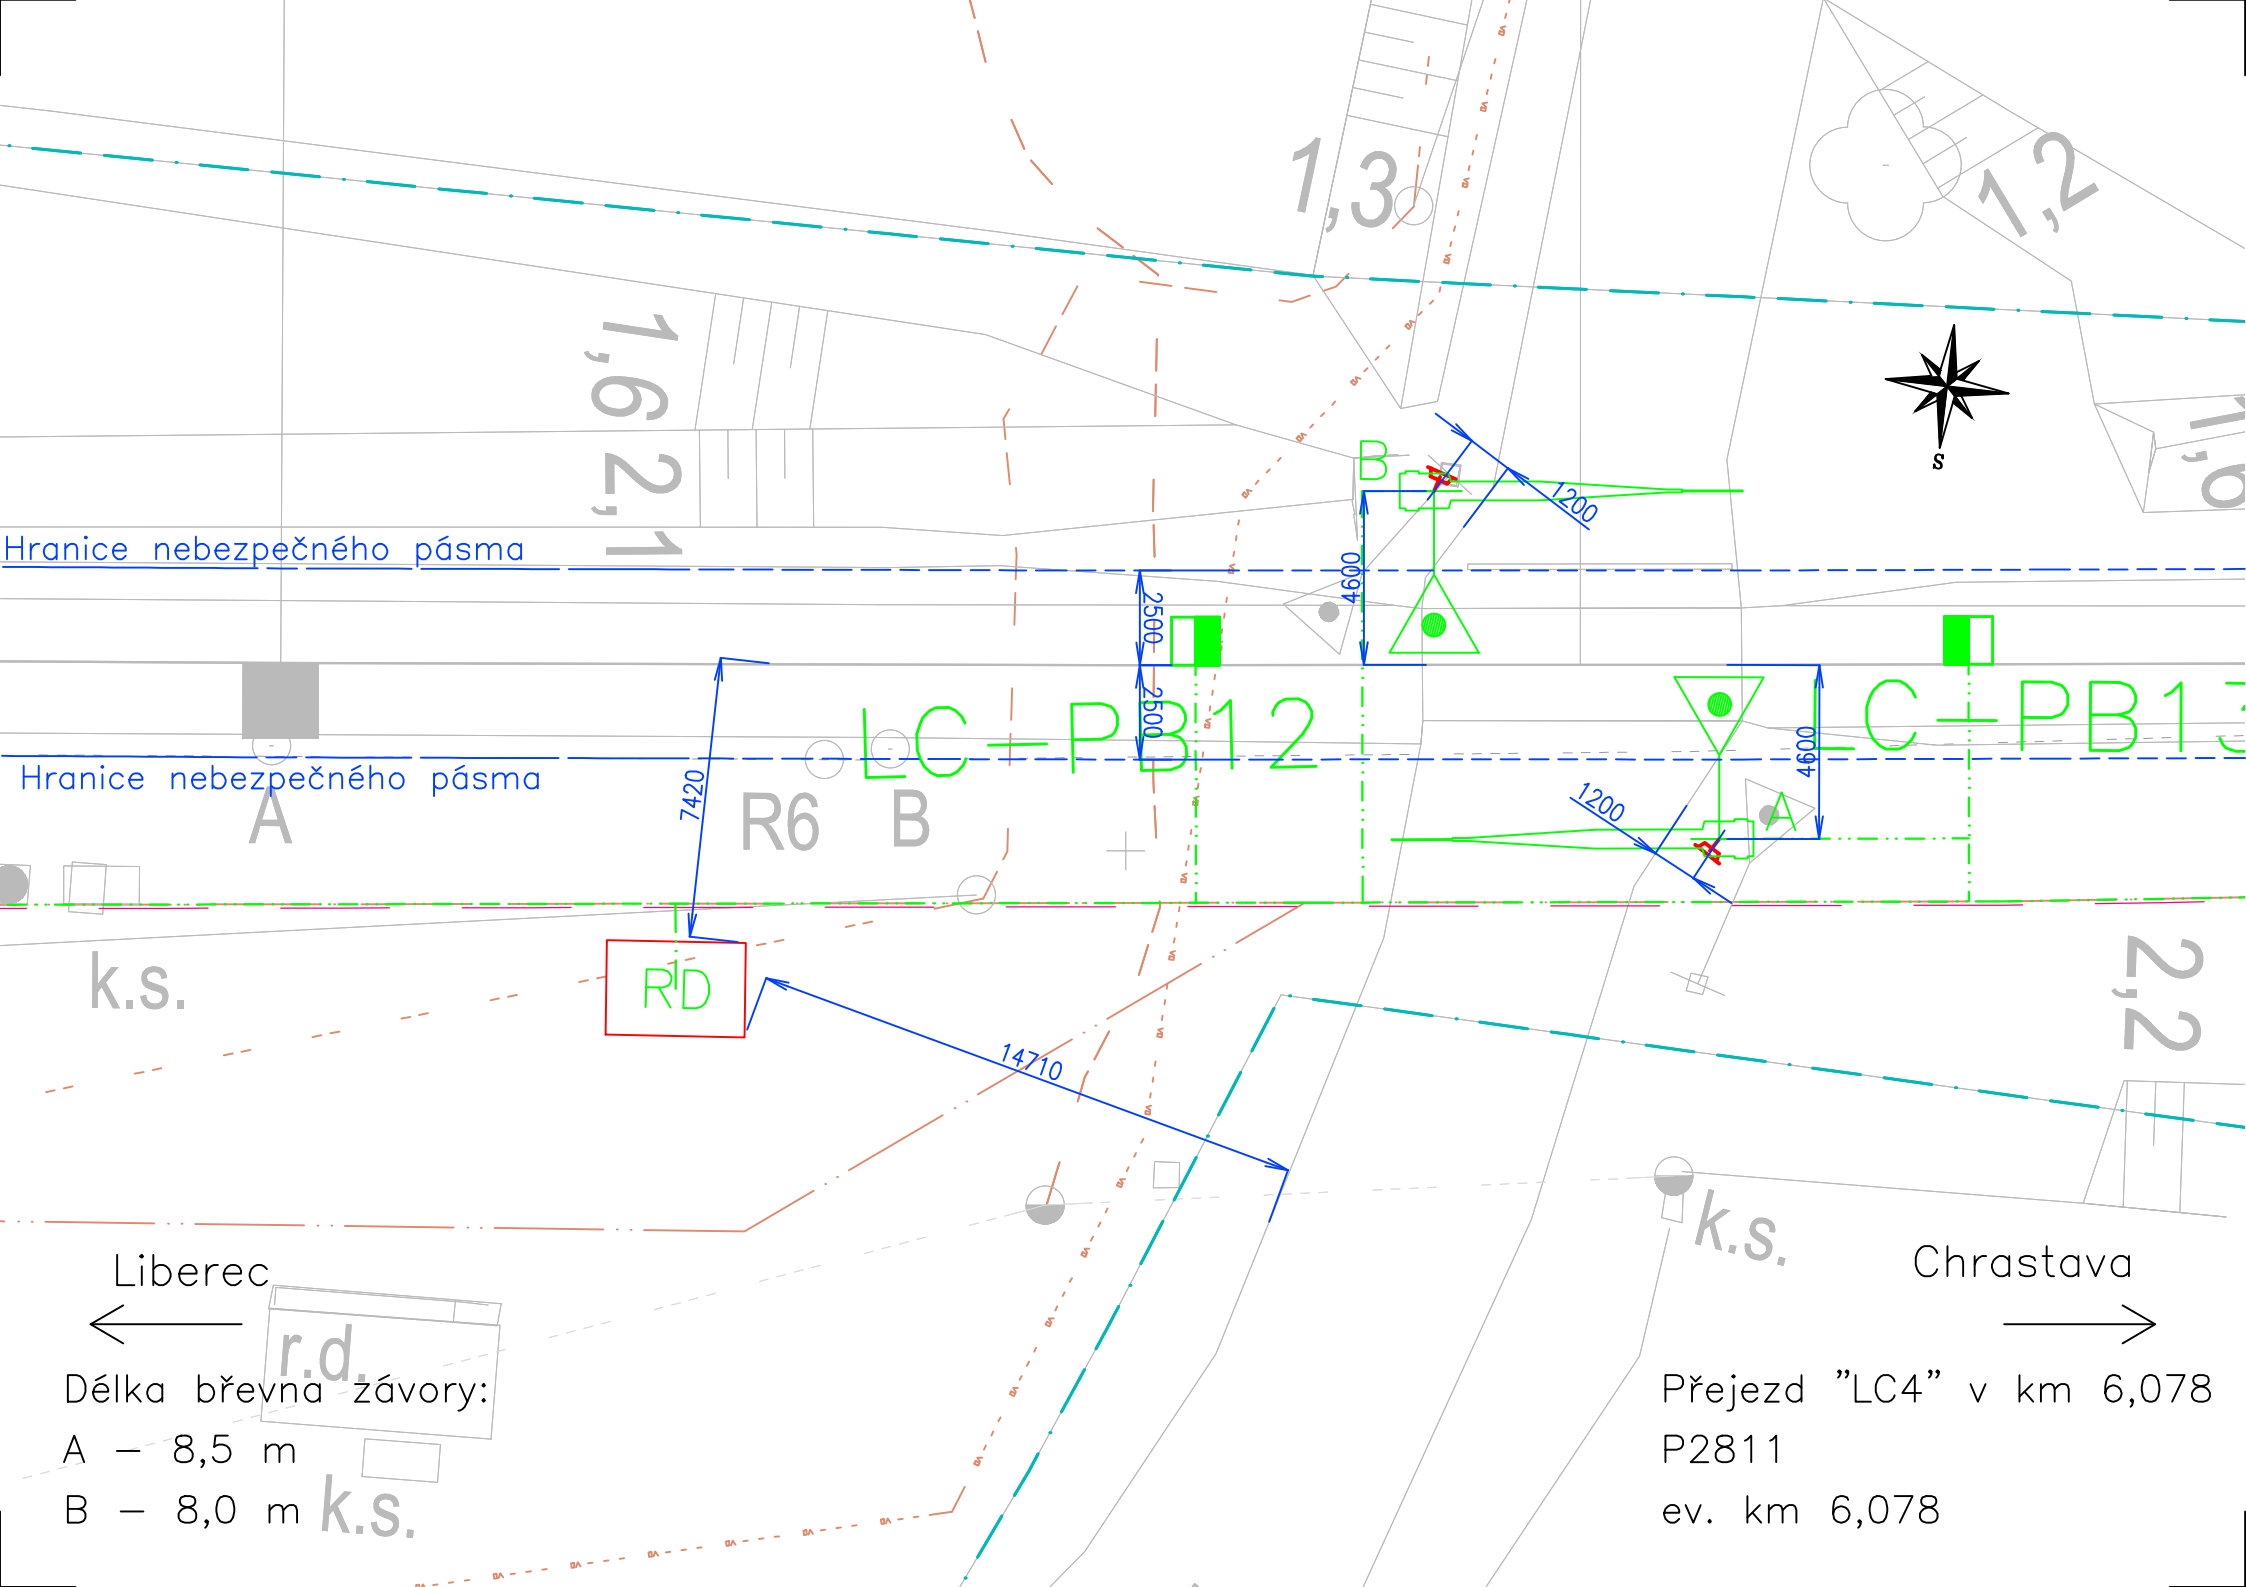 1,3
1,2
1,6
2,1
1,6
B
1200
S
Hranice nebezpečného pásma
4600
2500
2500
LC-PB12
LC-PB13
7420
4600
Hranice nebezpečného pásma
A
R6
B
1200
A
k.s.
RD
2,2
14710
k.s.
Liberec
Chrastava
r.d.
Délka břevna závory:
A - 8,5 m
B - 8,0 m
k.s.
Přejezd "LC4" v km 6,078
P2811
ev. km 6,078